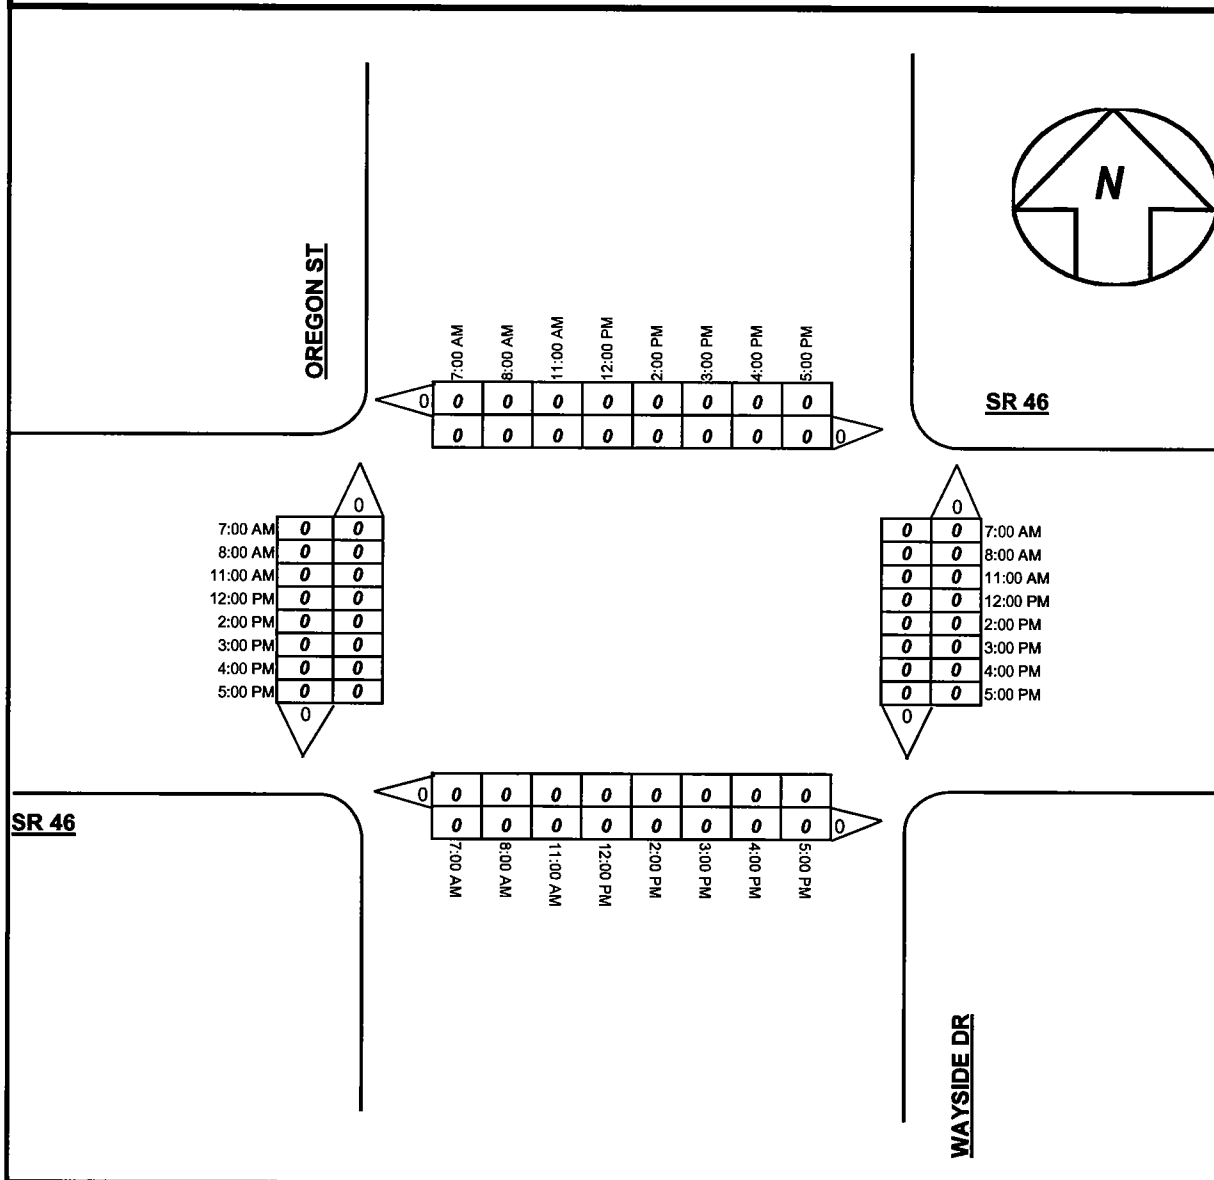 N
OREGON ST
7:00 AM 8:00 AM 11:00 AM 12:00 PM 2:00 PM 3:00 PM 4:00 PM 5:00 PM
SR 46
0 0 0 0 0 0 0 0 0
0 0 0 0 0 0 0 0 0
0
7:00 AM 0 0
8:00 AM 0 0
11:00 AM 0 0
12:00 PM 0 0
2:00 PM 0 0
3:00 PM 0 0
4:00 PM 0 0
5:00 PM 0 0
0
0
0 0 7:00 AM
0 0 8:00 AM
0 0 11:00 AM
0 0 12:00 PM
0 0 2:00 PM
0 0 3:00 PM
0 0 4:00 PM
0 0 5:00 PM
0
0 0 0 0 0 0 0 0 0
0 0 0 0 0 0 0 0 0
7:00 AM 8:00 AM 11:00 AM 12:00 PM 2:00 PM 3:00 PM 4:00 PM 5:00 PM
SR 46
WAYSIDE DR